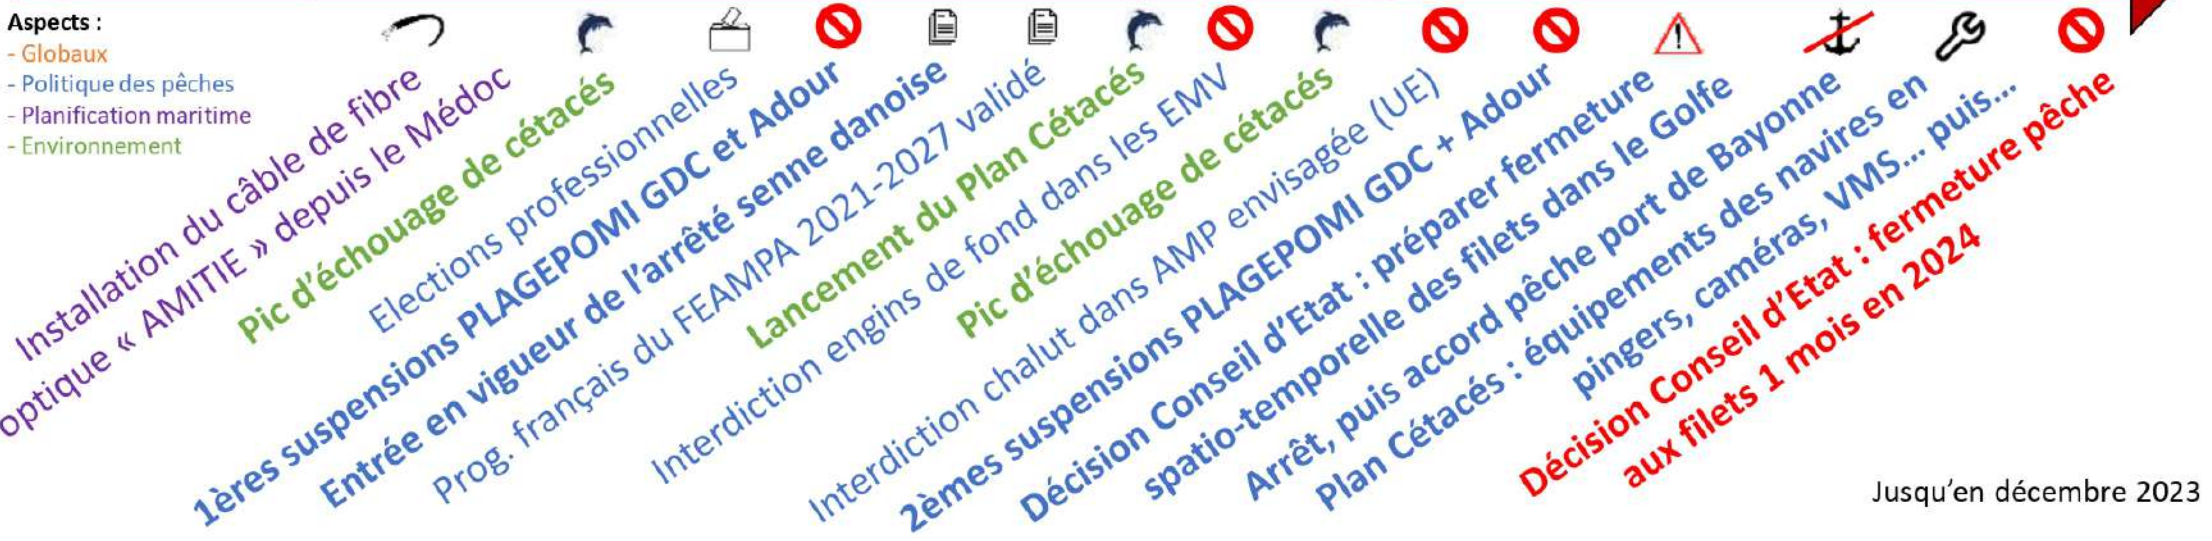 Aspects :
- Globaux
- Politique des pêches
- Planification maritime
- Environnement
Installation du câble de fibre
optique « AMITIE » depuis le Médoc
Pic d'échouage de cétacés
Elections professionnelles
1ères suspensions PLAGEPOMI GDC et Adour
Entrée en vigueur de l'arrêté senne danoise
Prog. français du FEAMPA 2021-2027 validé
Lancement du Plan Cétacés
Interdiction engins de fond dans les EMV
Pic d'échouage de cétacés
Interdiction chalut dans AMP envisagée (UE)
2èmes suspensions PLAGEPOMI GDC + Adour
Décision Conseil d'Etat : préparer fermeture
spatio-temporelle des filets dans le Golfe
Arrêt, puis accord pêche port de Bayonne
Plan Cétacés : équipements des navires en
pingers, caméras, VMS... puis...
Décision Conseil d'Etat : fermeture pêche
aux filets 1 mois en 2024
Jusqu'en décembre 2023